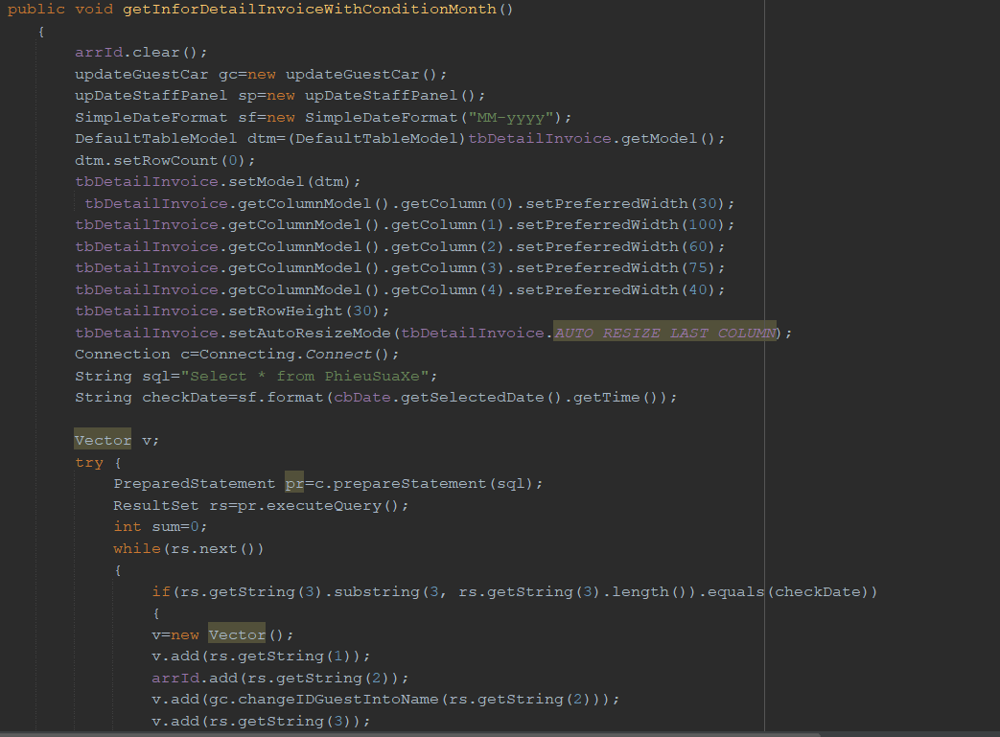 public void getInforDetailInvoiceWithConditionMonth()
{
arrId.clear();
updateGuestCar gc=new updateGuestCar();
upDateStaffPanel sp=new upDateStaffPanel();
SimpleDateFormat sf=new SimpleDateFormat("MM-yyyy");
DefaultTableModel dtm=(DefaultTableModel)tbDetailInvoice.getModel();
dtm.setRowCount(0);
tbDetailInvoice.setModel(dtm);
tbDetailInvoice.getColumnModel().getColumn(0).setPreferredWidth(30);
tbDetailInvoice.getColumnModel().getColumn(1).setPreferredWidth(100);
tbDetailInvoice.getColumnModel().getColumn(2).setPreferredWidth(60);
tbDetailInvoice.getColumnModel().getColumn(3).setPreferredWidth(75);
tbDetailInvoice.getColumnModel().getColumn(4).setPreferredWidth(40);
tbDetailInvoice.setRowHeight(30);
tbDetailInvoice.setAutoResizeMode(tbDetailInvoice.AUTO_RESIZE_LAST_COLUMN);
Connection c=Connecting.Connect();
String sql="Select * from PhieuSuaXe";
String checkDate=sf.format(cbDate.getSelectedDate().getTime());
Vector v;
try {
PreparedStatement pr=c.prepareStatement(sql);
ResultSet rs=pr.executeQuery();
int sum=0;
while(rs.next())
{
if(rs.getString(3).substring(3, rs.getString(3).length()).equals(checkDate))
{
v=new Vector();
v.add(rs.getString(1));
arrId.add(rs.getString(2));
v.add(gc.changeIDGuestIntoName(rs.getString(2)));
v.add(rs.getString(3));